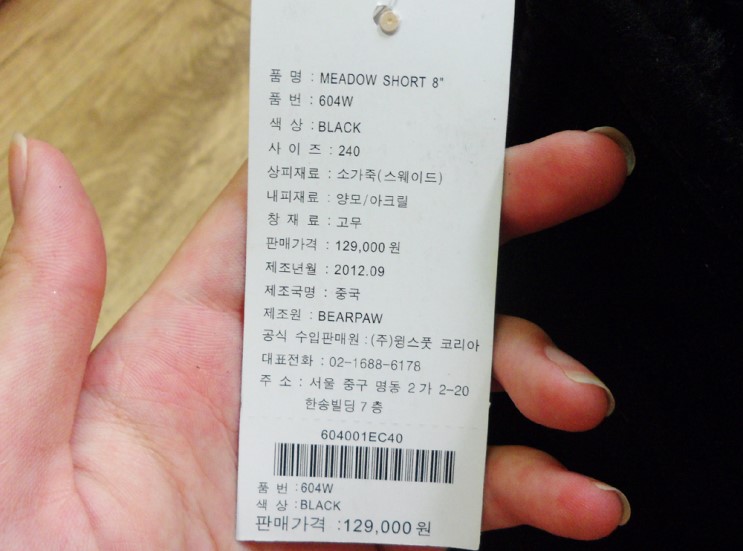 품 명 : MEADOW SHORT 8"
품 번 : 604W
색 상 : BLACK
사 이 즈 : 240
상피재료 : 소가죽(스웨이드)
내피재료 : 양모/아크릴
창 재 료 : 고무
판매가격 : 129,000 원
제조년월 : 2012.09
제조국명 : 중국
제조원 : BEARPAW
공식 수입판매원 : (주)윙스풋 코리아
대표전화 : 02-1688-6178
주 소 : 서울 중구 명동 2 가 2-20
한송빌딩 7 층
604001EC40
품 번 : 604W
색 상 : BLACK
판매가격 : 129,000 원